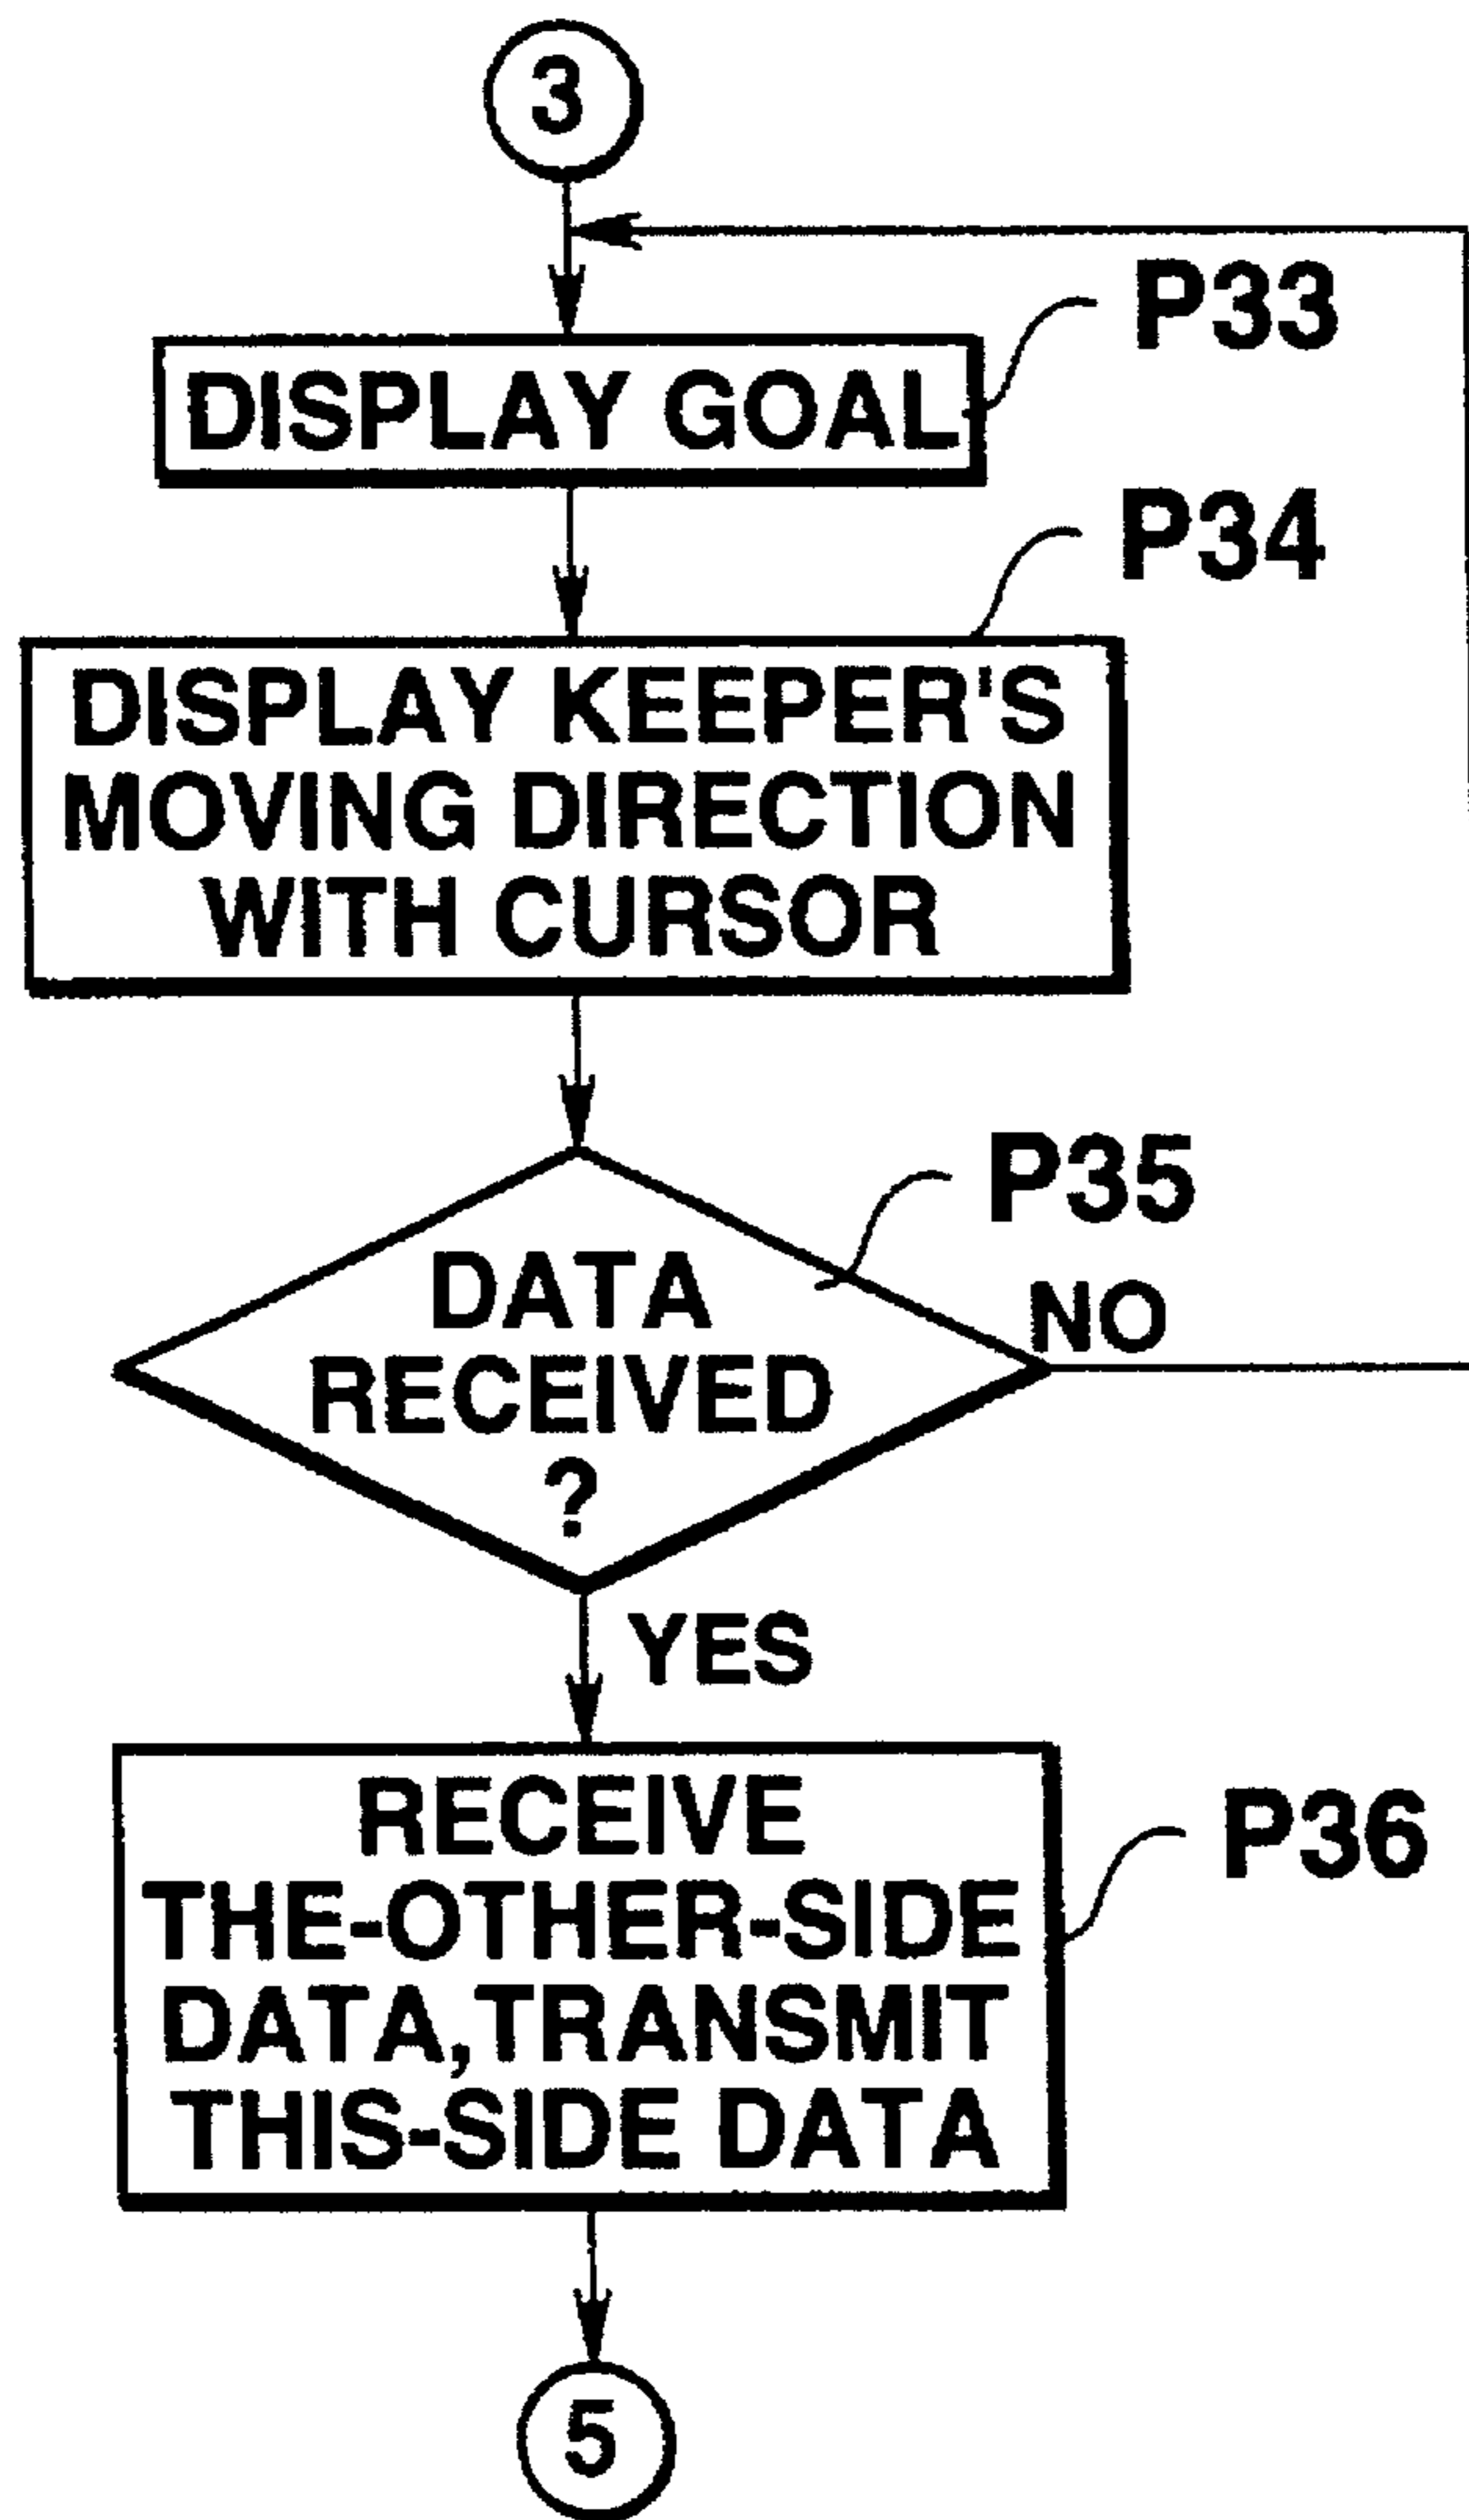 3
P33
DISPLAY GOAL
P34
DISPLAY KEEPER'S
MOVING DIRECTION
WITH CURSOR
P35
NO
DATA
RECEIVED
?
YES
RECEIVE
THE-OTHER-SIDE
DATA,TRANSMIT
THIS-SIDE DATA
P36
5